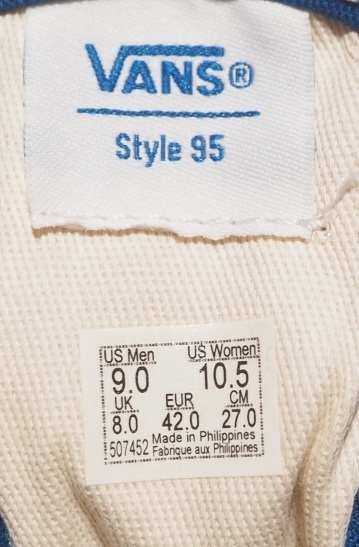 VANS®
Style 95
US Men US Women
9.0 10.5
UK EUR CM
8.0 42.0 27.0
507452 Made in Philippines
Fabrique aux Philippines